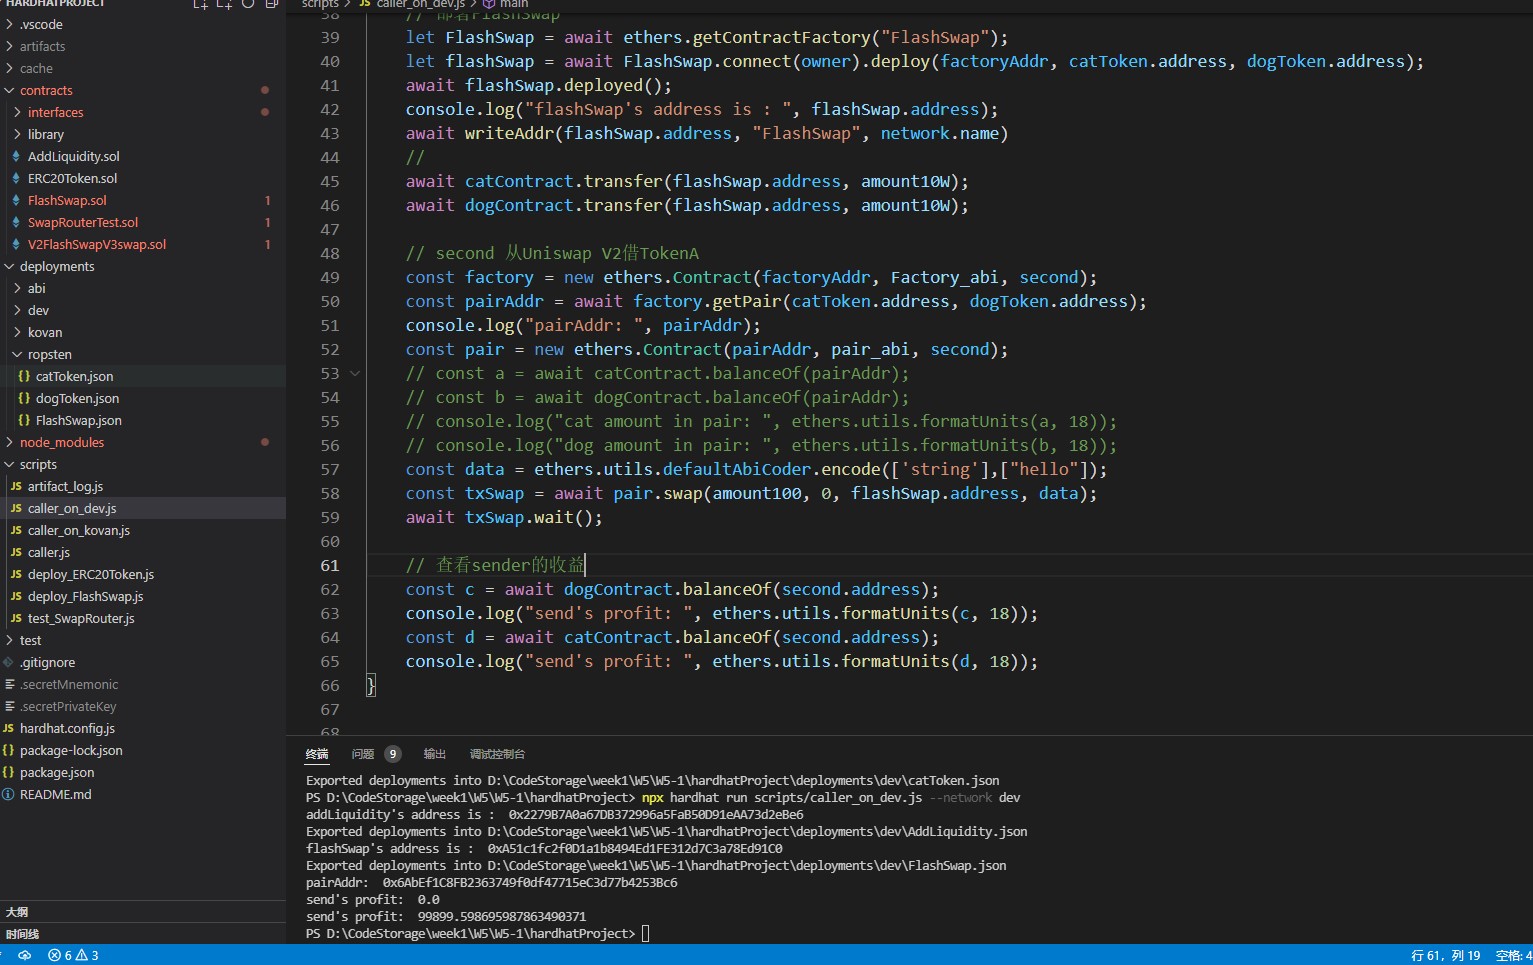 HARDHATPROJECT
.vscode
artifacts
cache
contracts
interfaces
library
AddLiquidity.sol
ERC20Token.sol
FlashSwap.sol 1
SwapRouterTest.sol 1
V2FlashSwapV3swap.sol 1
deployments
abi
dev
kovan
ropsten
{} catToken.json
{} dogToken.json
{} FlashSwap.json
node_modules
scripts
JS artifact_log.js
JS caller_on_dev.js
JS caller_on_kovan.js
JS caller.js
JS deploy_ERC20Token.js
JS deploy_FlashSwap.js
JS test_SwapRouter.js
test
.gitignore
.secretMnemonic
.secretPrivateKey
JS hardhat.config.js
{} package-lock.json
{} package.json
README.md
大纲
时间线
scripts > JS caller_on_dev.js > main
38 // 部署FlashSwap
39 let FlashSwap = await ethers.getContractFactory("FlashSwap");
40 let flashSwap = await FlashSwap.connect(owner).deploy(factoryAddr, catToken.address, dogToken.address);
41 await flashSwap.deployed();
42 console.log("flashSwap's address is : ", flashSwap.address);
43 await writeAddr(flashSwap.address, "FlashSwap", network.name)
44 //
45 await catContract.transfer(flashSwap.address, amount10W);
46 await dogContract.transfer(flashSwap.address, amount10W);
47
48 // second 从Uniswap V2借TokenA
49 const factory = new ethers.Contract(factoryAddr, Factory_abi, second);
50 const pairAddr = await factory.getPair(catToken.address, dogToken.address);
51 console.log("pairAddr: ", pairAddr);
52 const pair = new ethers.Contract(pairAddr, pair_abi, second);
53 // const a = await catContract.balanceOf(pairAddr);
54 // const b = await dogContract.balanceOf(pairAddr);
55 // console.log("cat amount in pair: ", ethers.utils.formatUnits(a, 18));
56 // console.log("dog amount in pair: ", ethers.utils.formatUnits(b, 18));
57 const data = ethers.utils.defaultAbiCoder.encode(['string'],["hello"]);
58 const txSwap = await pair.swap(amount100, 0, flashSwap.address, data);
59 await txSwap.wait();
60
61 // 查看sender的收益
62 const c = await dogContract.balanceOf(second.address);
63 console.log("send's profit: ", ethers.utils.formatUnits(c, 18));
64 const d = await catContract.balanceOf(second.address);
65 console.log("send's profit: ", ethers.utils.formatUnits(d, 18));
66 }
67
68
终端 问题 9 输出 调试控制台
Exported deployments into D:\CodeStorage\week1\W5\W5-1\hardhatProject\deployments\dev\catToken.json
PS D:\CodeStorage\week1\W5\W5-1\hardhatProject> npx hardhat run scripts/caller_on_dev.js --network dev
addLiquidity's address is :  0x2279B7A0a67DB372996a5FaB50D91eAA73d2eBe6
Exported deployments into D:\CodeStorage\week1\W5\W5-1\hardhatProject\deployments\dev\AddLiquidity.json
flashSwap's address is :  0xA51c1fc2f0D1a1b8494Ed1FE312d7C3a78Ed91C0
Exported deployments into D:\CodeStorage\week1\W5\W5-1\hardhatProject\deployments\dev\FlashSwap.json
pairAddr:  0x6AbEf1C8FB2363749f0df47715eC3d77b4253Bc6
send's profit:  0.0
send's profit:  99899.598695987863490371
PS D:\CodeStorage\week1\W5\W5-1\hardhatProject>
6 3
行 61, 列 19 空格: 4